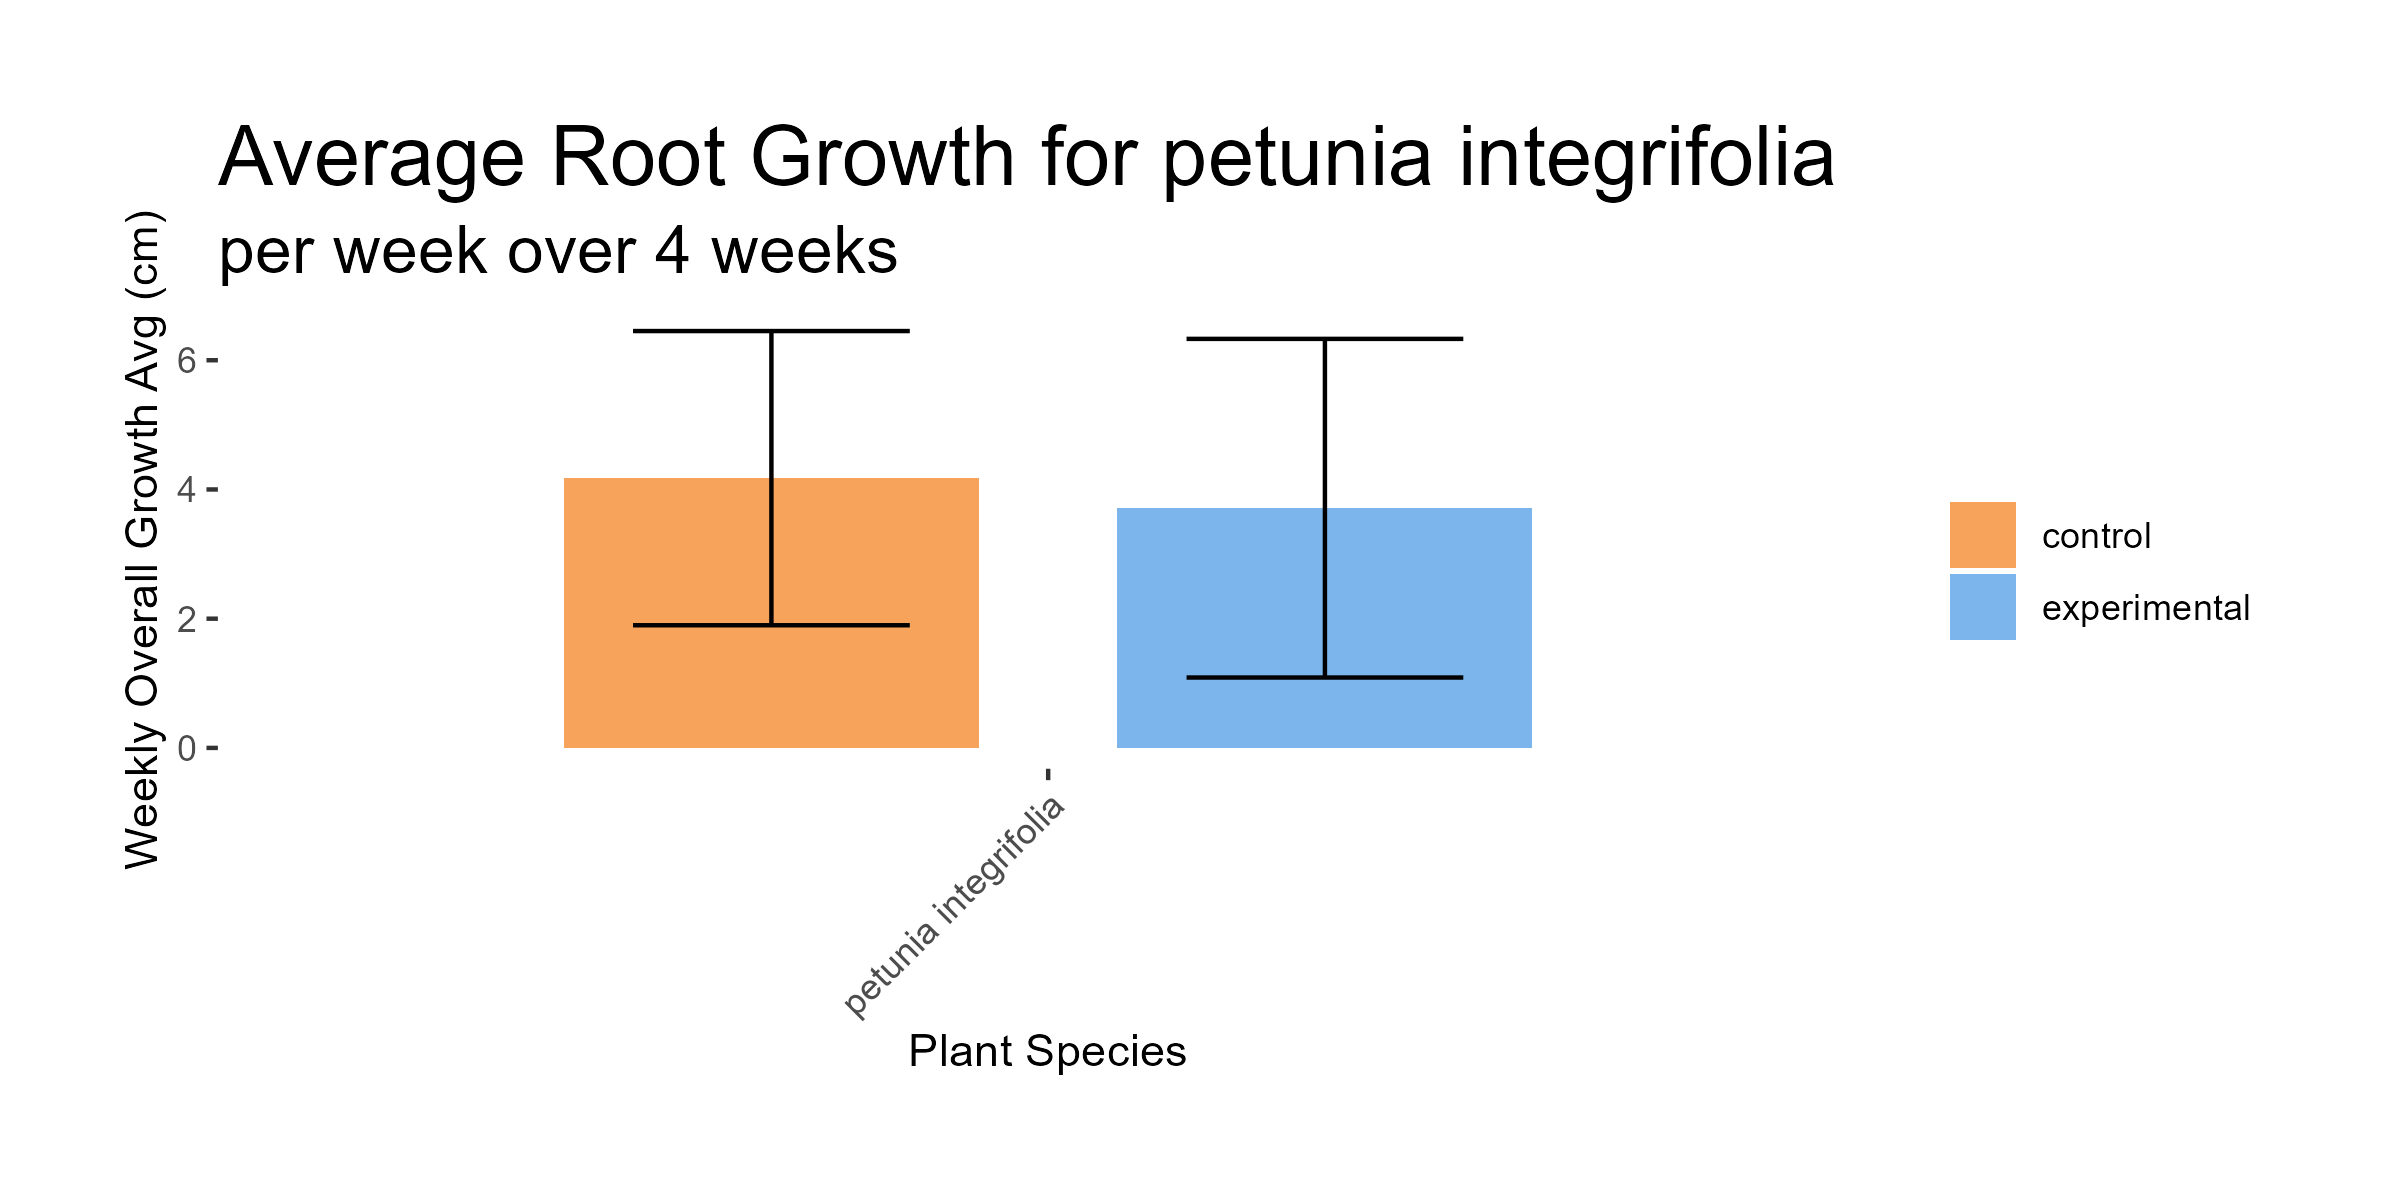 Average Root Growth for petunia integrifolia
per week over 4 weeks
Weekly Overall Growth Avg (cm)
6
4
2
0
control
experimental
petunia integrifolia
Plant Species